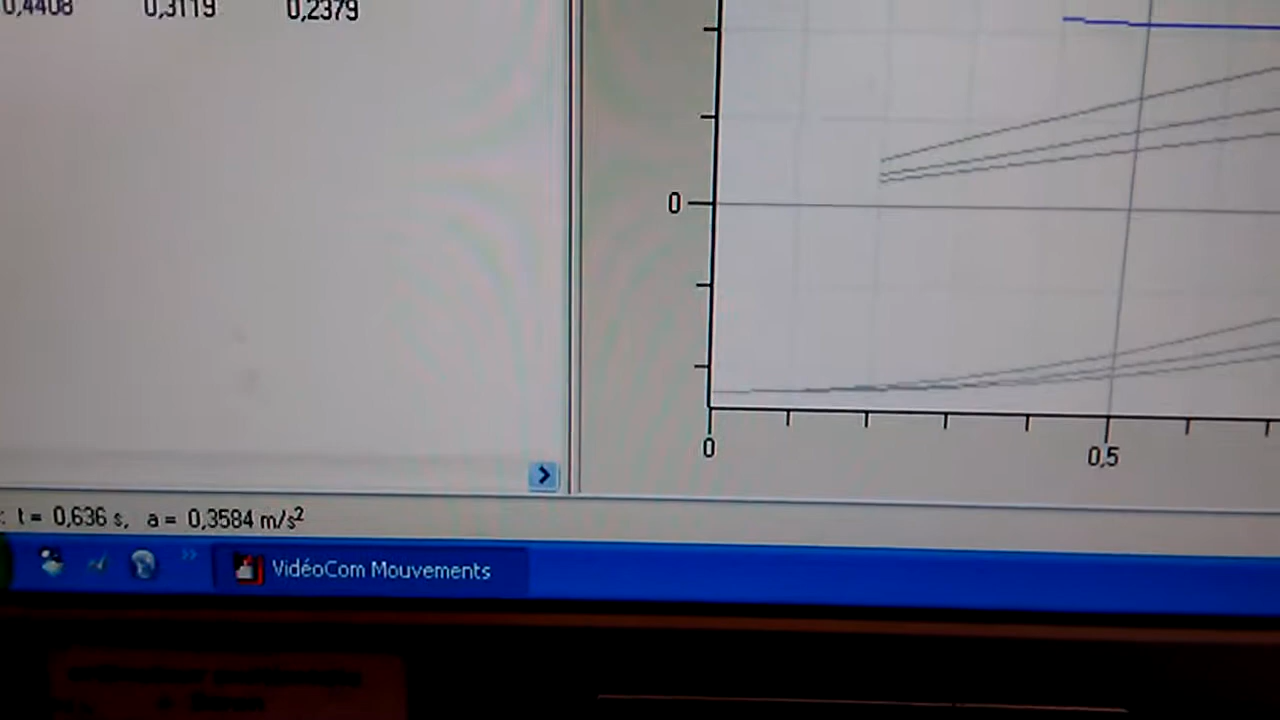 0,4408 0,3119 0,2379
0
0 0,5
: t = 0,636 s, a = 0,3584 m/s²
VidéoCom Mouvements